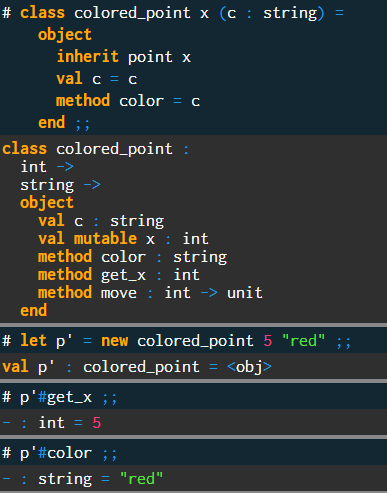 # class colored_point x (c : string) =
    object
      inherit point x
      val c = c
      method color = c
    end ;;
class colored_point :
  int ->
  string ->
  object
    val c : string
    val mutable x : int
    method color : string
    method get_x : int
    method move : int -> unit
  end
# let p' = new colored_point 5 "red" ;;
val p' : colored_point = <obj>
# p'#get_x ;;
- : int = 5
# p'#color ;;
- : string = "red"